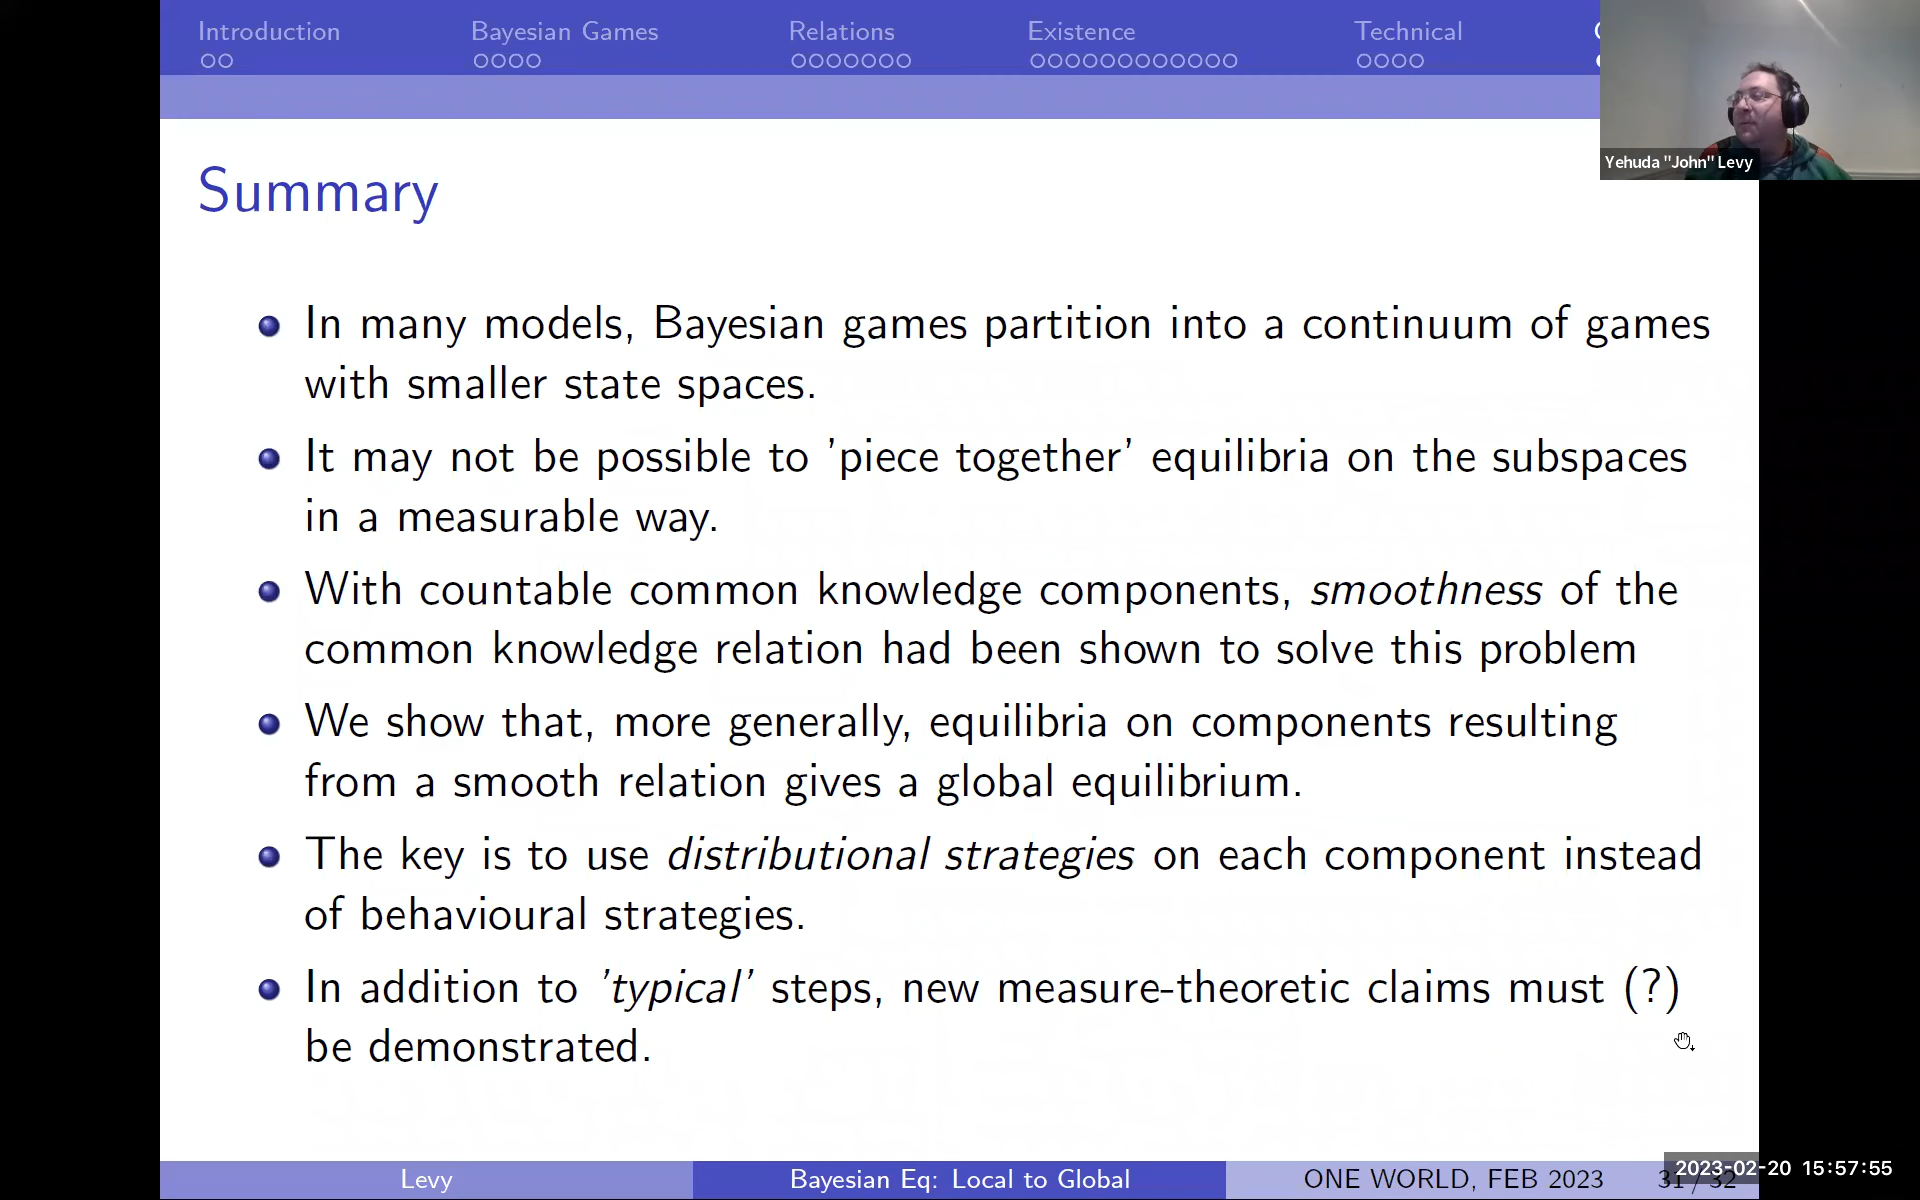 Introduction Bayesian Games Relations Existence Technical
Yehuda "John" Levy
Summary
In many models, Bayesian games partition into a continuum of games
with smaller state spaces.
It may not be possible to 'piece together' equilibria on the subspaces
in a measurable way.
With countable common knowledge components, smoothness of the
common knowledge relation had been shown to solve this problem
We show that, more generally, equilibria on components resulting
from a smooth relation gives a global equilibrium.
The key is to use distributional strategies on each component instead
of behavioural strategies.
In addition to 'typical' steps, new measure-theoretic claims must (?)
be demonstrated.
Levy Bayesian Eq: Local to Global ONE WORLD, FEB 2023 31 / 32
2023-02-20 15:57:55